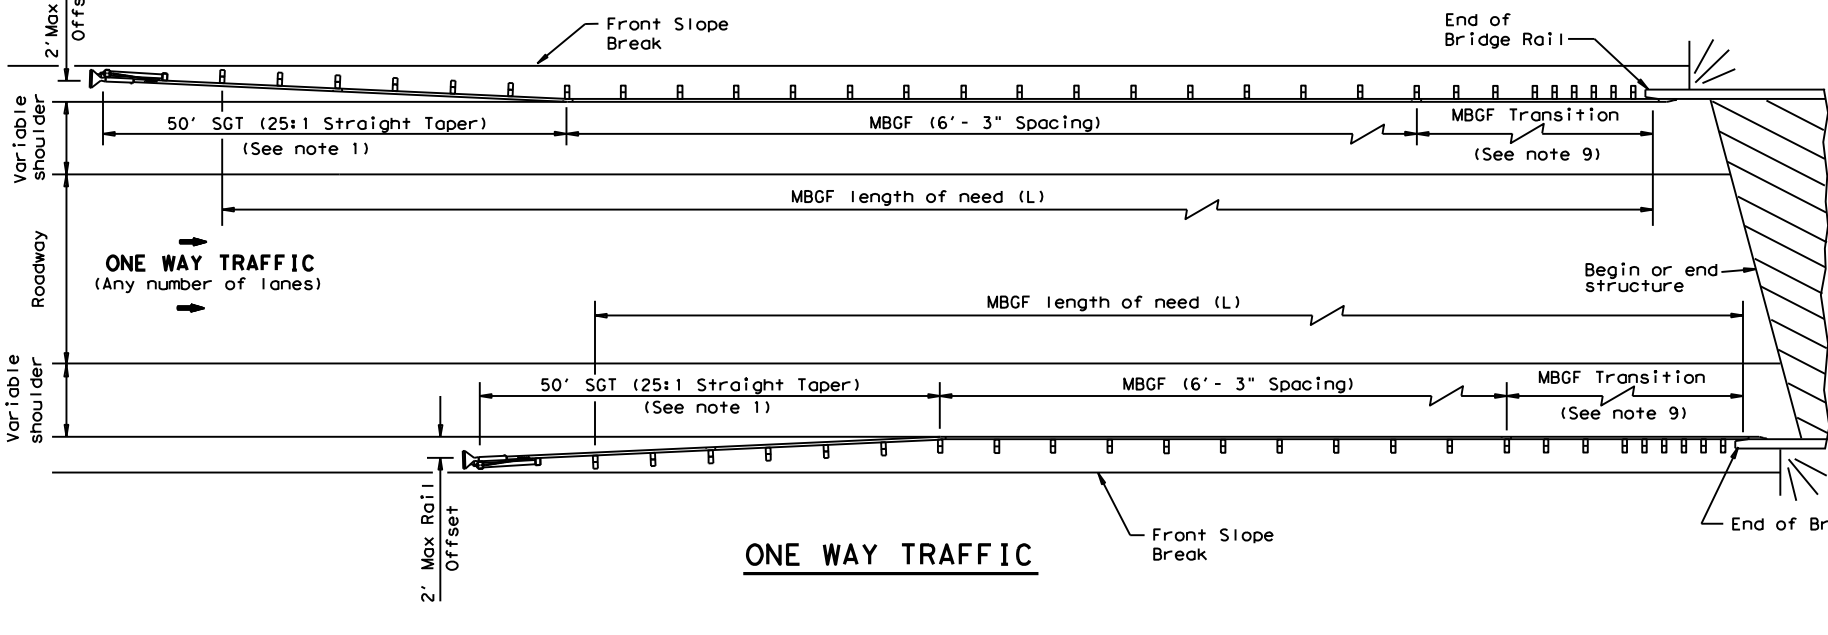 2' Max
Front Slope
Break
End of
Bridge Rail
Variable
shoulder
50' SGT (25:1 Straight Taper)
(See note 1)
MBGF (6'- 3" Spacing)
MBGF Transition
(See note 9)
MBGF length of need (L)
Roadway
ONE WAY TRAFFIC
(Any number of lanes)
Begin or end
structure
MBGF length of need (L)
Variable
shoulder
50' SGT (25:1 Straight Taper)
(See note 1)
MBGF (6'- 3" Spacing)
MBGF Transition
(See note 9)
2' Max Rail
Offset
Front Slope
Break
End of Br
ONE WAY TRAFFIC